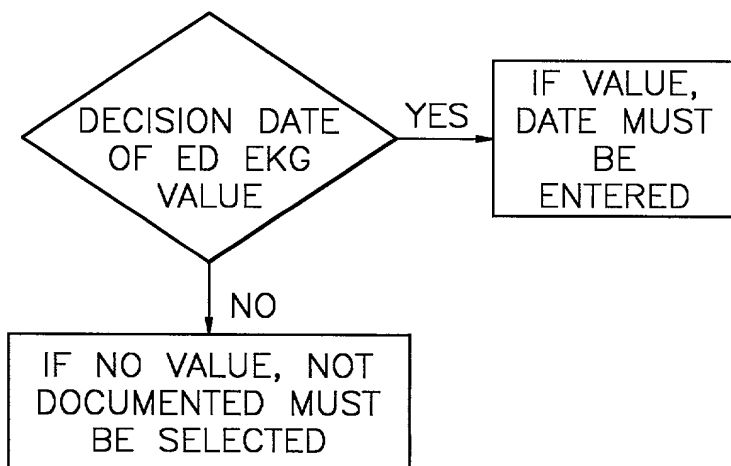 DECISION DATE
OF ED EKG
VALUE
YES
IF VALUE,
DATE MUST
BE
ENTERED
NO
IF NO VALUE, NOT
DOCUMENTED MUST
BE SELECTED